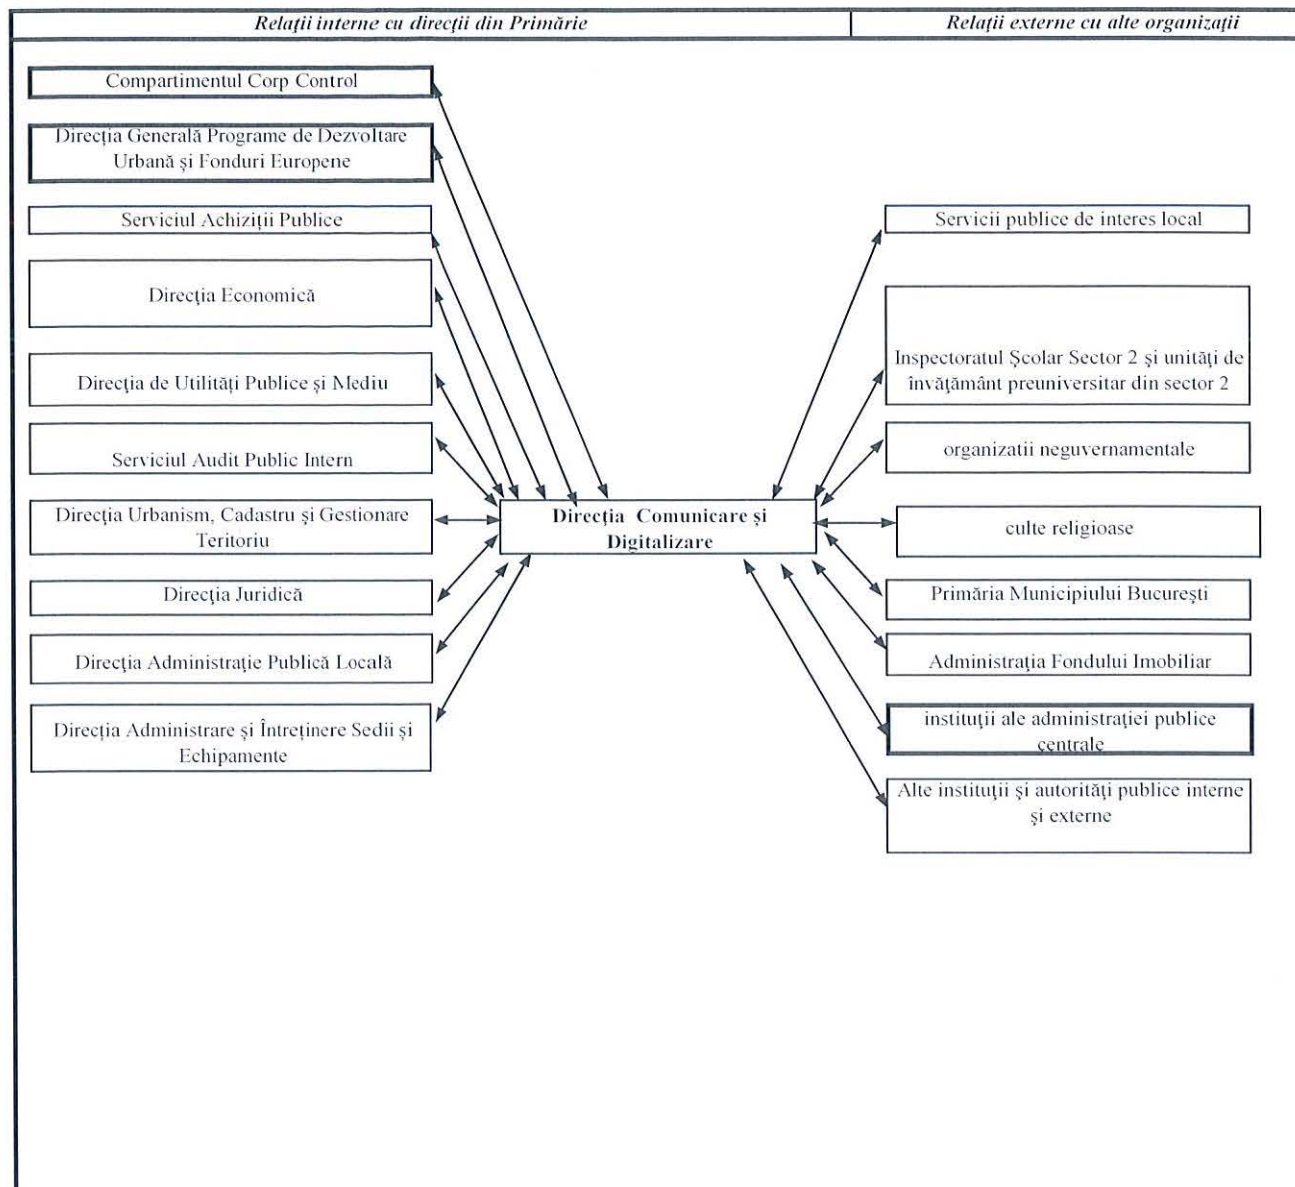 Relații interne cu direcții din Primărie
Relații externe cu alte organizații
Compartimentul Corp Control
Direcția Generală Programe de Dezvoltare
Urbană și Fonduri Europene
Serviciul Achiziții Publice
Direcția Economică
Direcția de Utilități Publice și Mediu
Serviciul Audit Public Intern
Direcția Urbanism, Cadastru și Gestionare
Teritoriu
Direcția Juridică
Direcția Administrație Publică Locală
Direcția Administrare și Întreținere Sedii și
Echipamente
Direcția Comunicare și
Digitalizare
Servicii publice de interes local
Inspectoratul Școlar Sector 2 și unități de
învățământ preuniversitar din sector 2
organizatii neguvernamentale
culte religioase
Primăria Municipiului București
Administrația Fondului Imobiliar
instituții ale administrației publice
centrale
Alte instituții și autorități publice interne
și externe